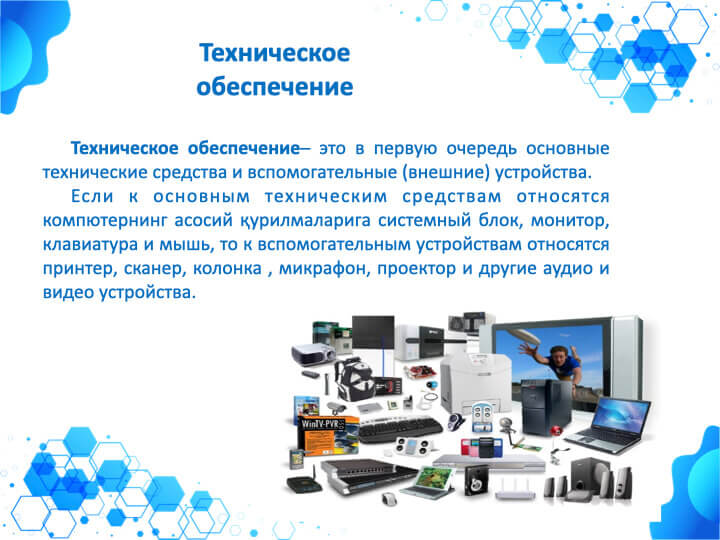 Техническое
обеспечение
Техническое обеспечение– это в первую очередь основные
технические средства и вспомогательные (внешние) устройства.
Если к основным техническим средствам относятся
компютернинг асосий қурилмаларига системный блок, монитор,
клавиатура и мышь, то к вспомогательным устройствам относятся
принтер, сканер, колонка , микрафон, проектор и другие аудио и
видео устройства.
WinTV-PVR